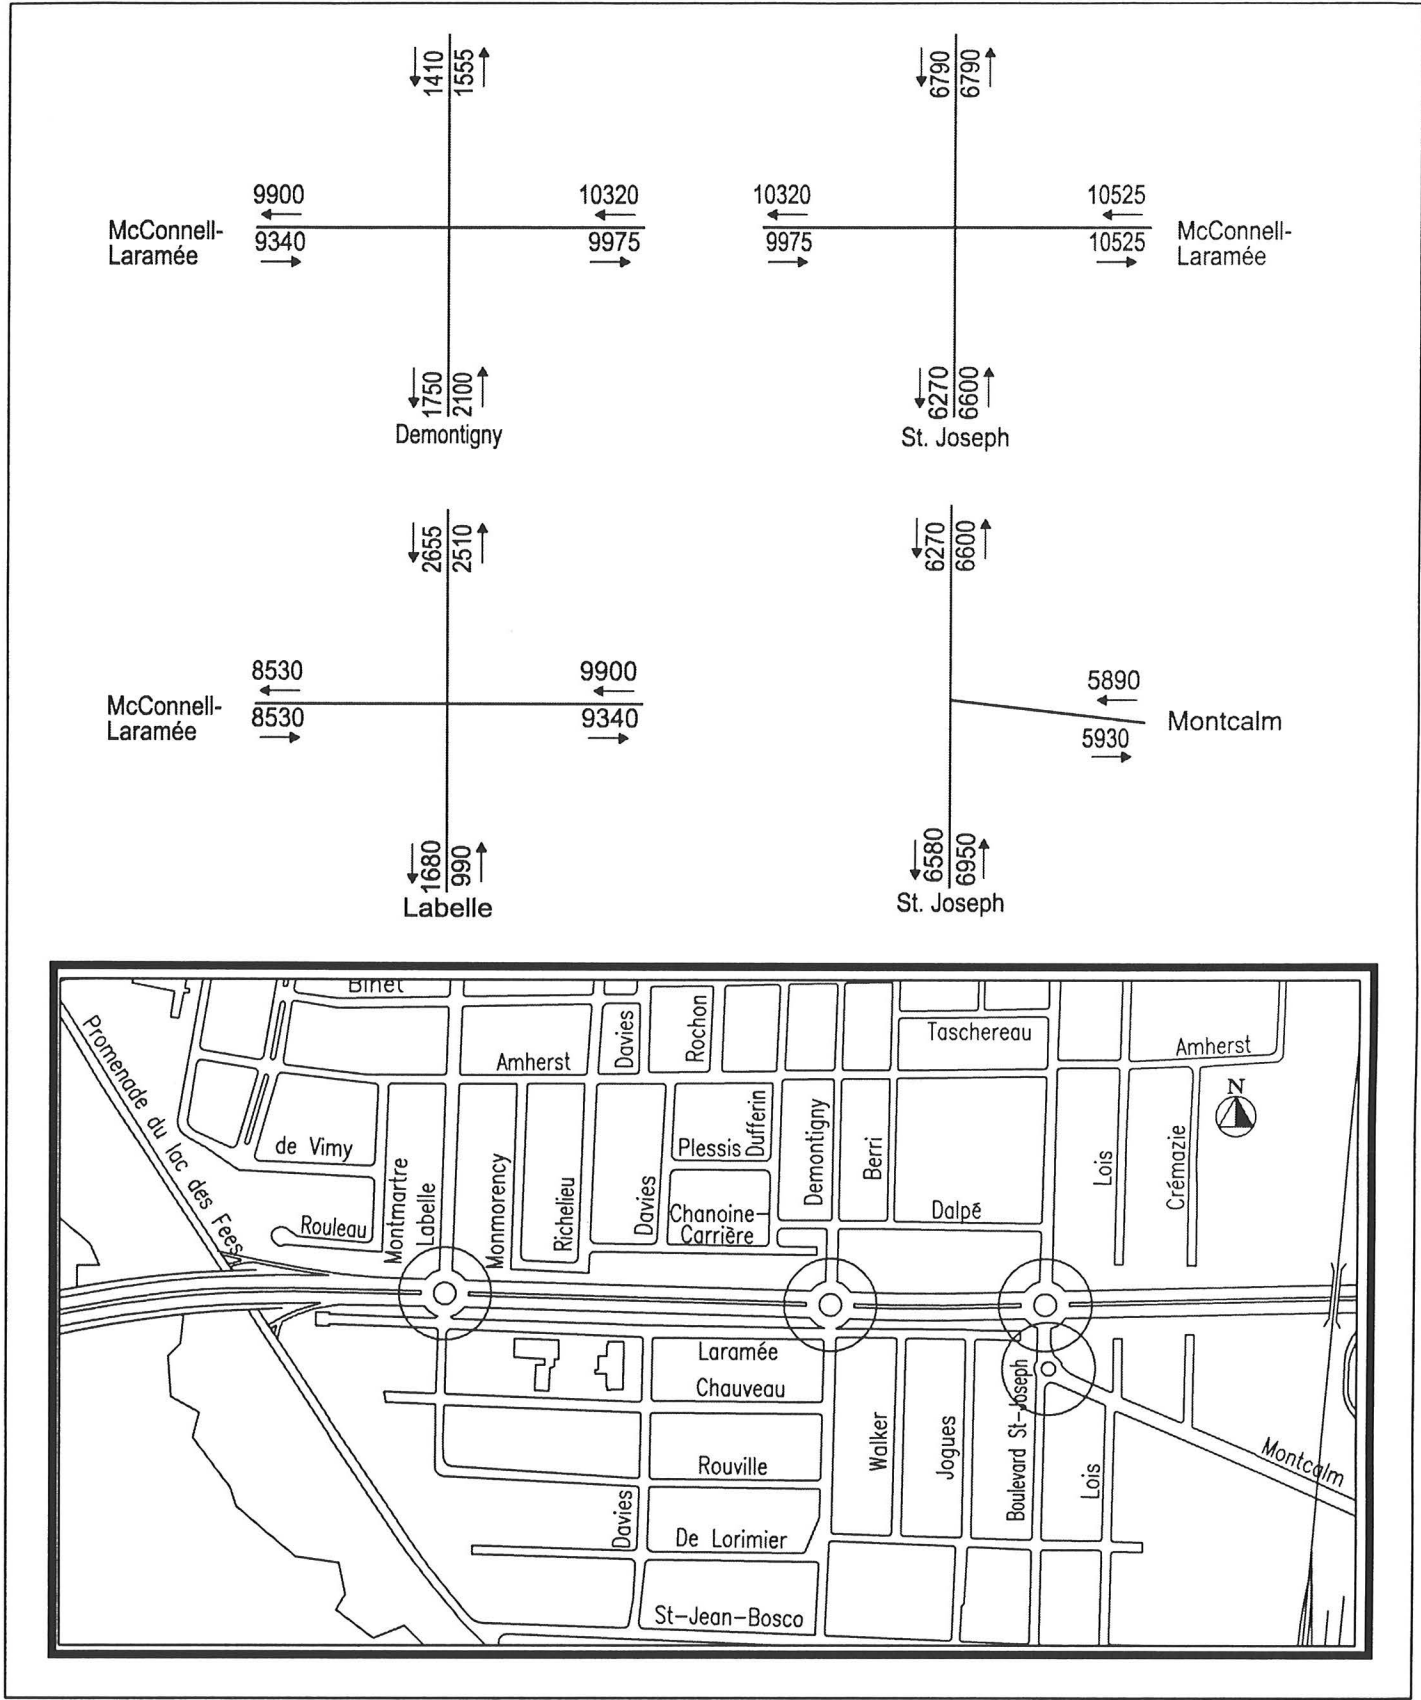 1410
1555
9900
10320
McConnell-
Laramée
9340
9975
1750
2100
Demontigny
6790
6790
10320
10525
9975
10525
McConnell-
Laramée
6270
6600
St. Joseph
2655
2510
8530
9900
McConnell-
Laramée
8530
9340
1680
990
Labelle
6270
6600
5890
Montcalm
5930
6580
6950
St. Joseph
Binet
Promenade du lac des Fees
Amherst
Davies
Rochon
Taschereau
Amherst
N
de Vimy
Plessis
Dufferin
Demontigny
Berri
Lois
Crémazie
Rouleau
Montmartre
Labelle
Monmorency
Richelieu
Davies
Chanoine-
Carrière
Dalpé
Laramée
Chauveau
Rouville
Walker
Jogues
Boulevard St-Joseph
Lois
Montcalm
Davies
De Lorimier
St-Jean-Bosco